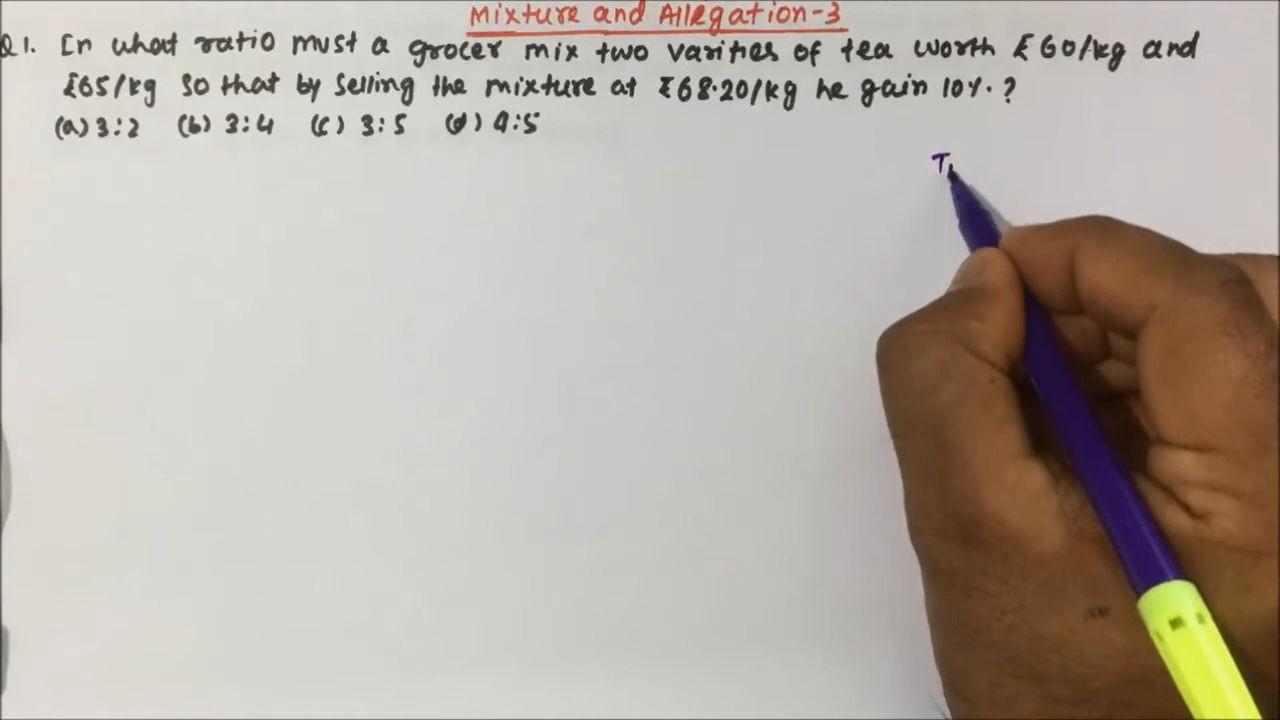 Mixture and Allegation-3
Q1. In what ratio must a grocer mix two varities of tea worth ₹60/kg and
₹65/kg so that by selling the mixture at ₹68.20/kg he gain 10%.?
(a) 3:2 (b) 3:4 (c) 3:5 (d) 4:5
T